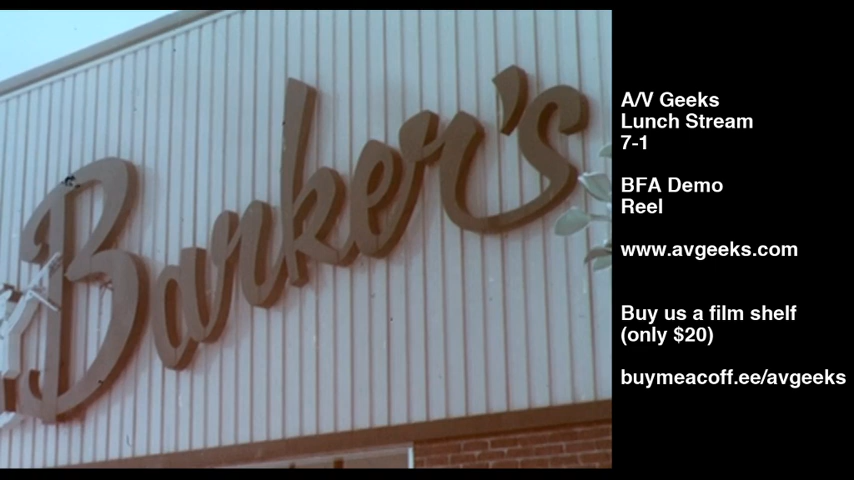 Barker's
A/V Geeks
Lunch Stream
7-1
BFA Demo
Reel
www.avgeeks.com
Buy us a film shelf
(only $20)
buymeacoff.ee/avgeeks